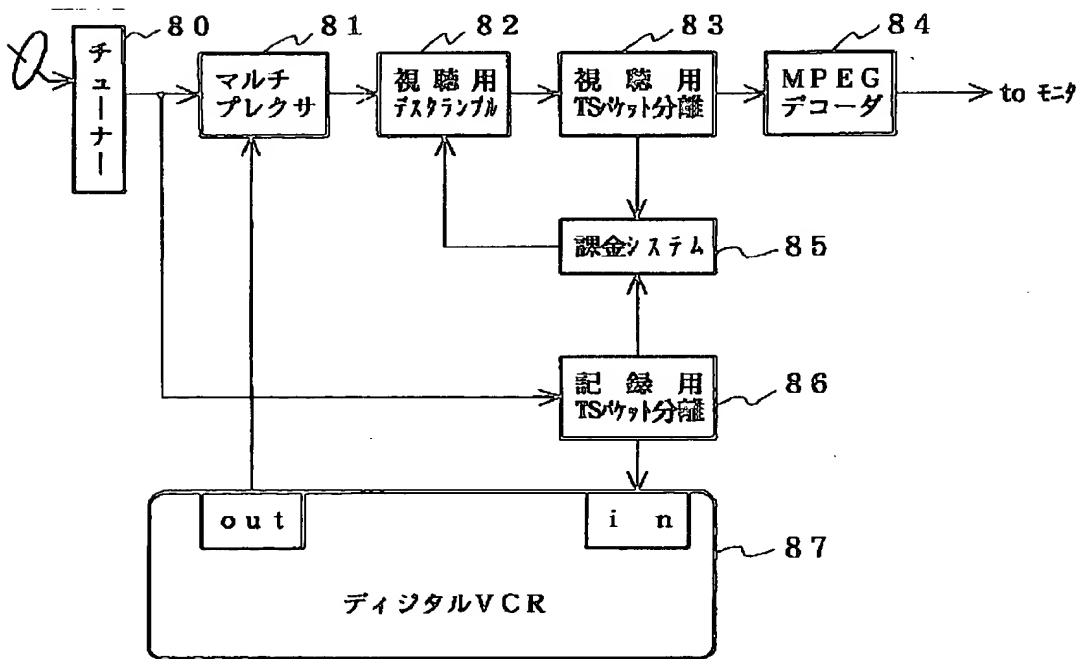 80
チューナー
81
マルチ
プレクサ
82
視聴用
デスクランブル
83
視聴用
TSパケット分離
84
MPEG
デコーダ
to モニタ
課金システム
85
記録用
TSパケット分離
86
out
in
87
ディジタルVCR